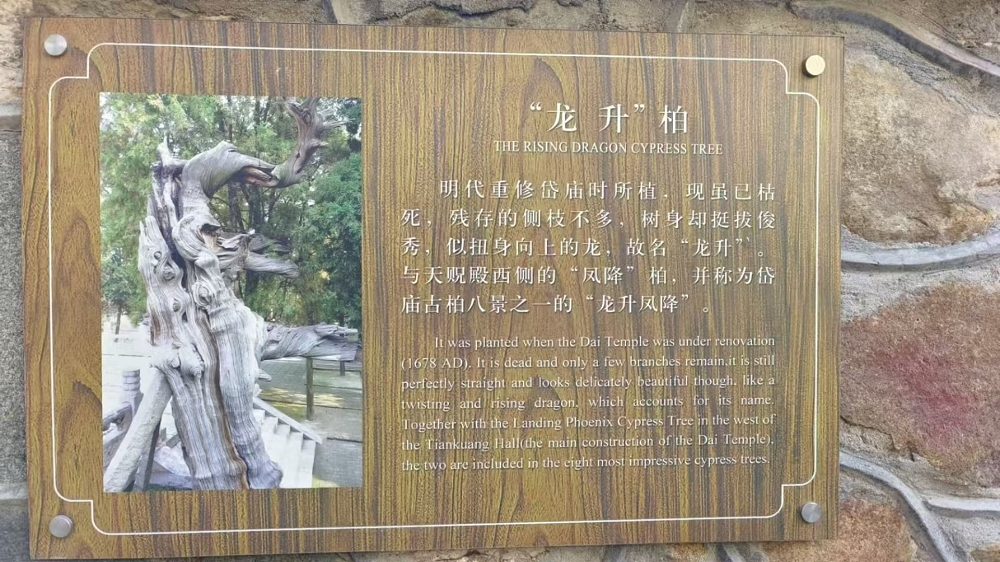 “龙 升”柏
THE RISING DRAGON CYPRESS TREE
明代重修岱庙时所植，现虽已枯
死，残存的侧枝不多，树身却挺拔俊
秀，似扭身向上的龙，故名“龙升”。
与天贶殿西侧的“凤降”柏，并称为岱
庙古柏八景之一的“龙升凤降”。
It was planted when the Dai Temple was under renovation
(1678 AD). It is dead and only a few branches remain,it is still
perfectly straight and looks delicately beautiful though, like a
twisting and rising dragon, which accounts for its name.
Together with the Landing Phoenix Cypress Tree in the west of
the Tiankuang Hall(the main construction of the Dai Temple),
the two are included in the eight most impressive cypress trees.